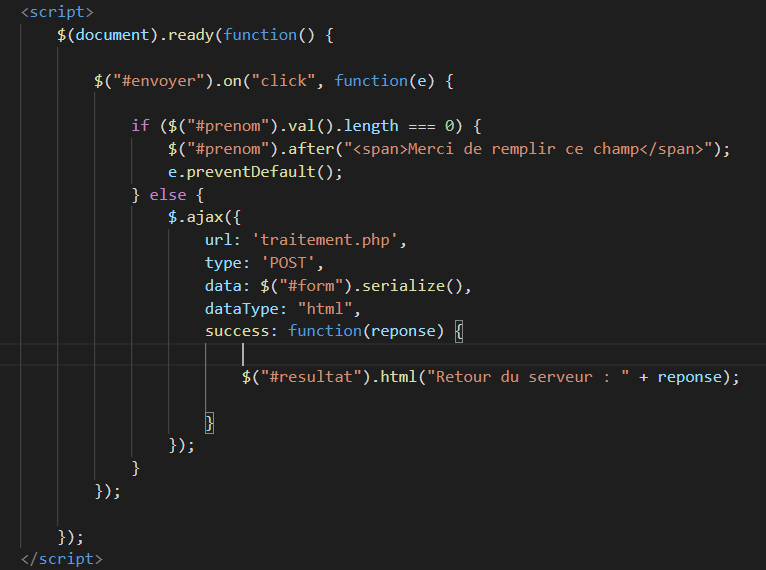 <script>
$(document).ready(function() {
$("#envoyer").on("click", function(e) {
if ($("#prenom").val().length === 0) {
$("#prenom").after("<span>Merci de remplir ce champ</span>");
e.preventDefault();
} else {
$.ajax({
url: 'traitement.php',
type: 'POST',
data: $("#form").serialize(),
dataType: "html",
success: function(reponse) {
$("#resultat").html("Retour du serveur : " + reponse);
}
});
}
});
});
</script>